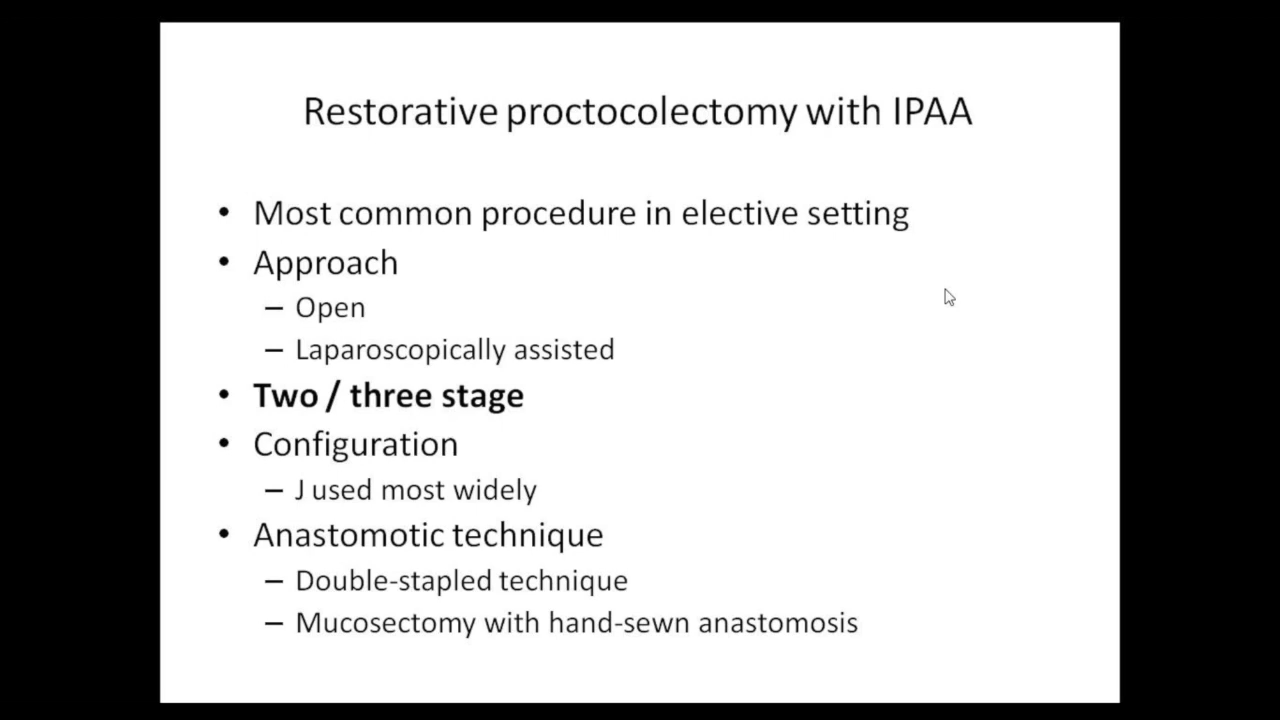 Restorative proctocolectomy with IPAA
• Most common procedure in elective setting
• Approach
– Open
– Laparoscopically assisted
• Two / three stage
• Configuration
– J used most widely
• Anastomotic technique
– Double-stapled technique
– Mucosectomy with hand-sewn anastomosis